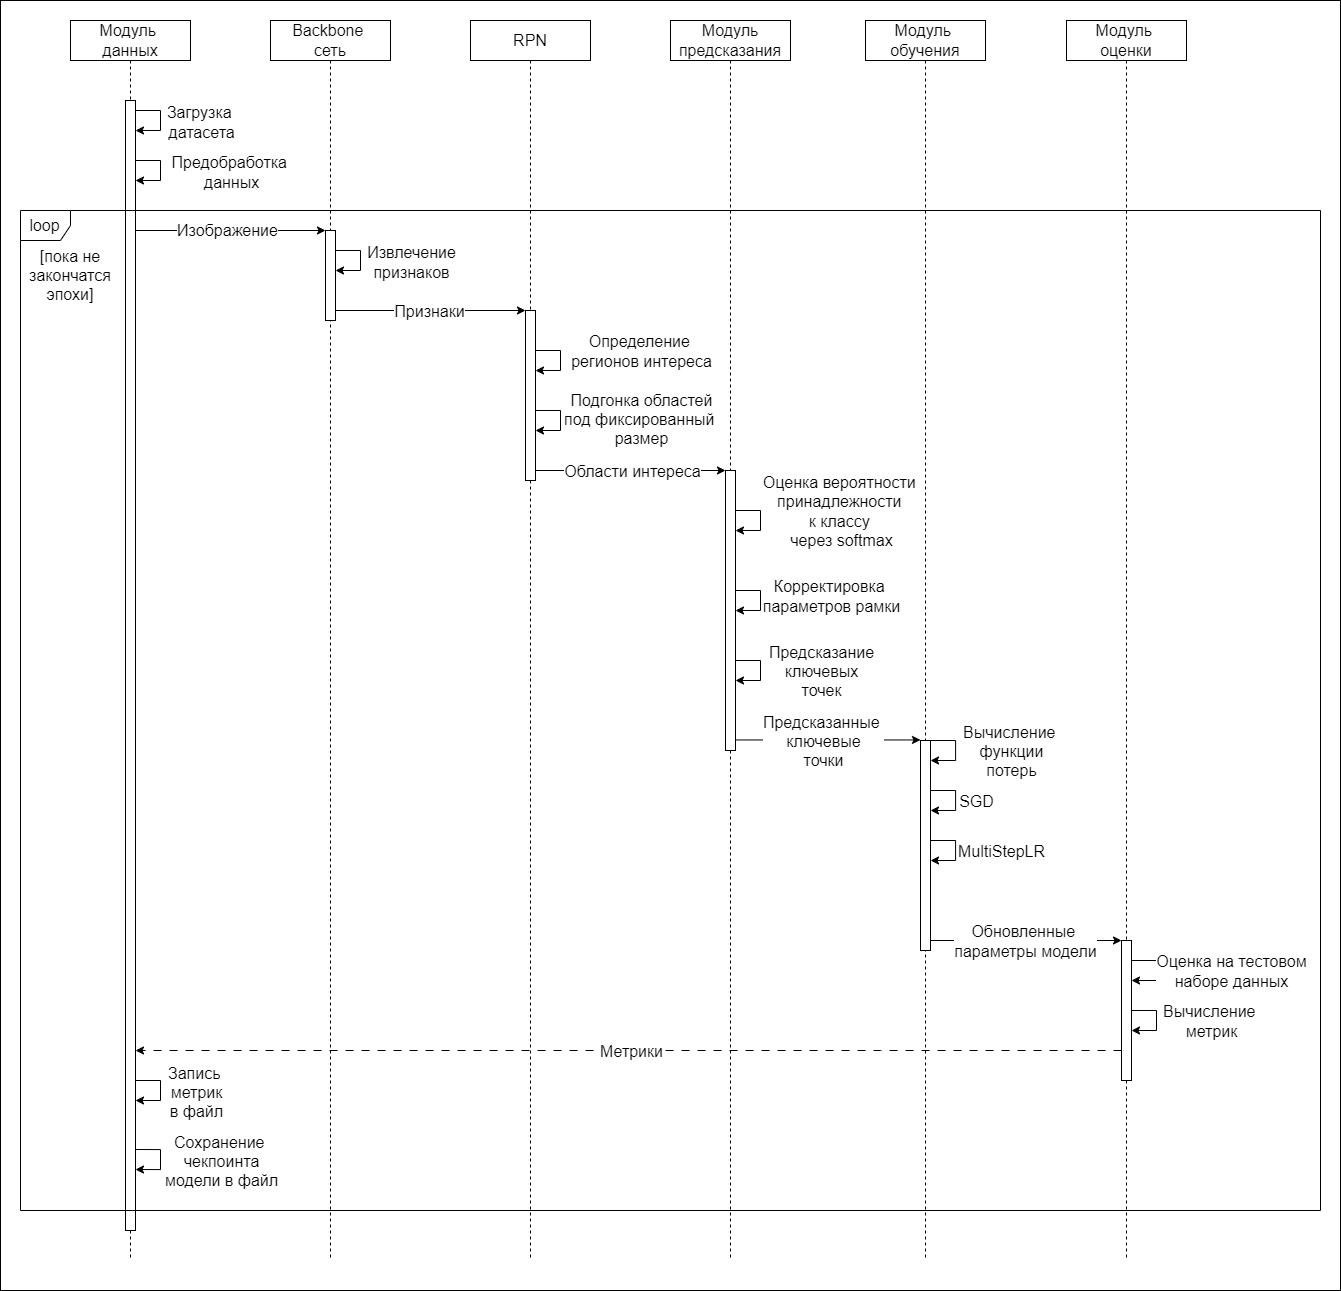 Модуль
данных
Backbone
сеть
RPN
Модуль
предсказания
Модуль
обучения
Модуль
оценки
Загрузка
датасета
Предобработка
данных
loop
[пока не
закончатся
эпохи]
Изображение
Извлечение
признаков
Признаки
Определение
регионов интереса
Подгонка областей
под фиксированный
размер
Области интереса
Оценка вероятности
принадлежности
к классу
через softmax
Корректировка
параметров рамки
Предсказание
ключевых
точек
Предсказанные
ключевые
точки
Вычисление
функции
потерь
SGD
MultiStepLR
Обновленные
параметры модели
Оценка на тестовом
наборе данных
Вычисление
метрик
Метрики
Запись
метрик
в файл
Сохранение
чекпоинта
модели в файл